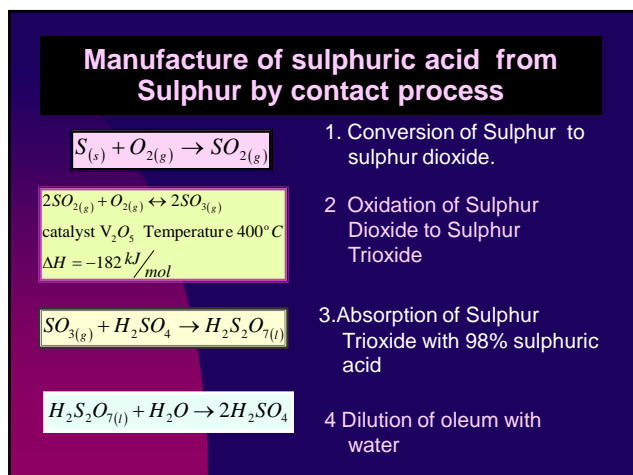 Manufacture of sulphuric acid from
Sulphur by contact process
S(s) + O2(g) → SO2(g)
1. Conversion of Sulphur to
sulphur dioxide.
2SO2(g) + O2(g) ↔ 2SO3(g)
catalyst V2O5 Temperature 400° C
ΔH = −182 kJ/mol
2 Oxidation of Sulphur
Dioxide to Sulphur
Trioxide
SO3(g) + H2SO4 → H2S2O7(l)
3.Absorption of Sulphur
Trioxide with 98% sulphuric
acid
H2S2O7(l) + H2O → 2H2SO4
4 Dilution of oleum with
water